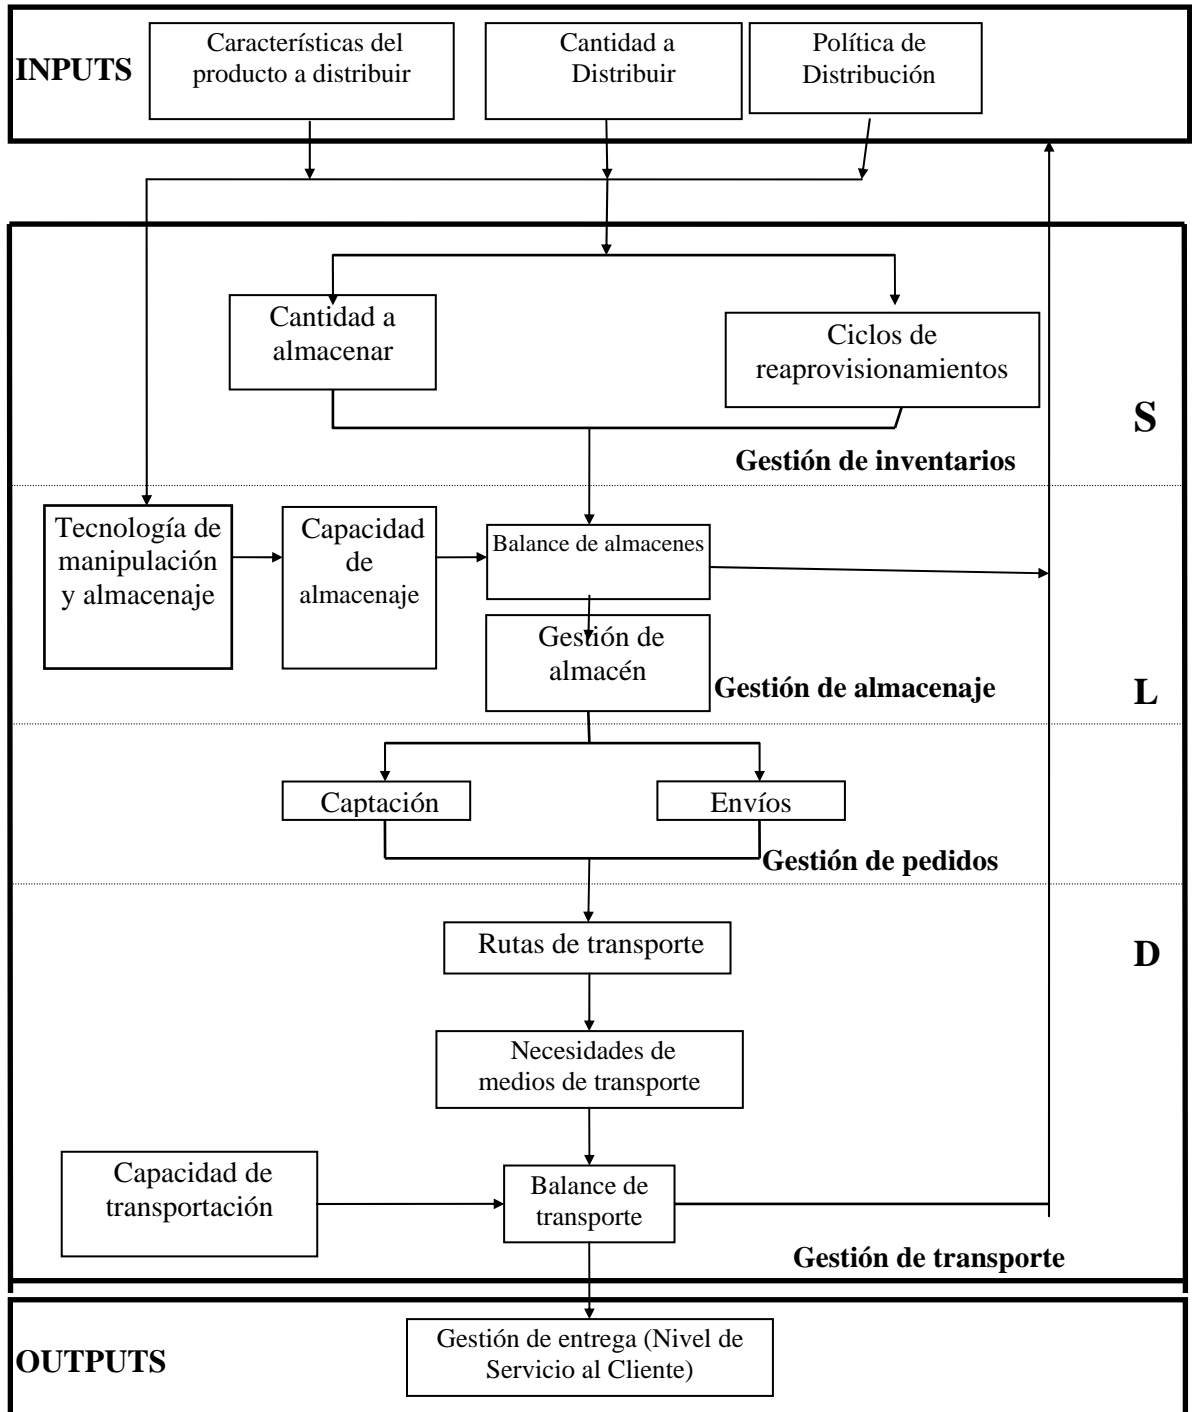 INPUTS
Características del
producto a distribuir
Cantidad a
Distribuir
Política de
Distribución
Cantidad a
almacenar
Ciclos de
reaprovisionamientos
S
Gestión de inventarios
Tecnología de
manipulación
y almacenaje
Capacidad
de
almacenaje
Balance de almacenes
Gestión de
almacén
Gestión de almacenaje
L
Captación
Envíos
Gestión de pedidos
Rutas de transporte
D
Necesidades de
medios de transporte
Capacidad de
transportación
Balance de
transporte
Gestión de transporte
OUTPUTS
Gestión de entrega (Nivel de
Servicio al Cliente)